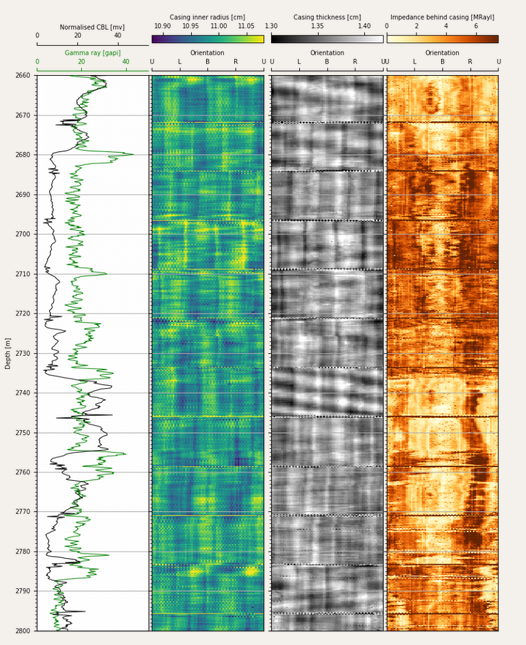 Normalised CBL [mv]
0 20 40
Gamma ray [gapi]
0 20 40
Casing inner radius [cm]
10.90 10.95 11.00 11.05
Orientation
U L B R U
Casing thickness [cm]
1.30 1.35 1.40
Orientation
U L B R U
Impedance behind casing [MRayl]
0 2 4 6
Orientation
U L B R U
Depth [m]
2660
2670
2680
2690
2700
2710
2720
2730
2740
2750
2760
2770
2780
2790
2800